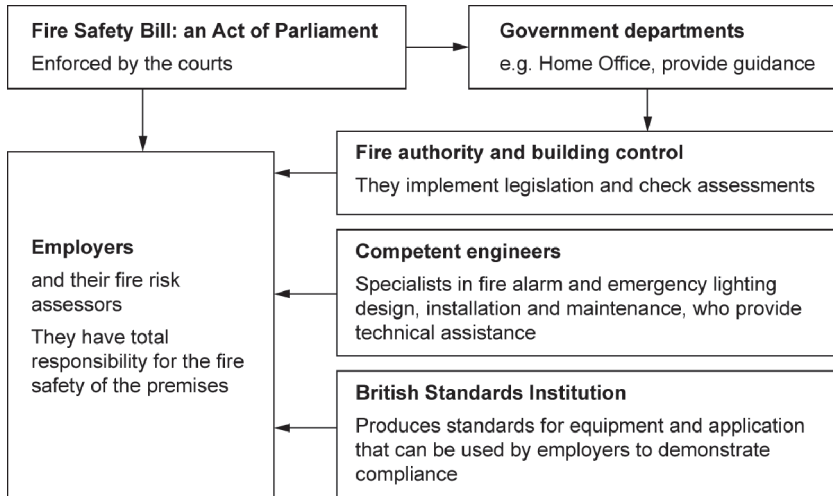 Fire Safety Bill: an Act of Parliament
Enforced by the courts
Government departments
e.g. Home Office, provide guidance
Fire authority and building control
They implement legislation and check assessments
Employers
and their fire risk
assessors
They have total
responsibility for the fire
safety of the premises
Competent engineers
Specialists in fire alarm and emergency lighting
design, installation and maintenance, who provide
technical assistance
British Standards Institution
Produces standards for equipment and application
that can be used by employers to demonstrate
compliance